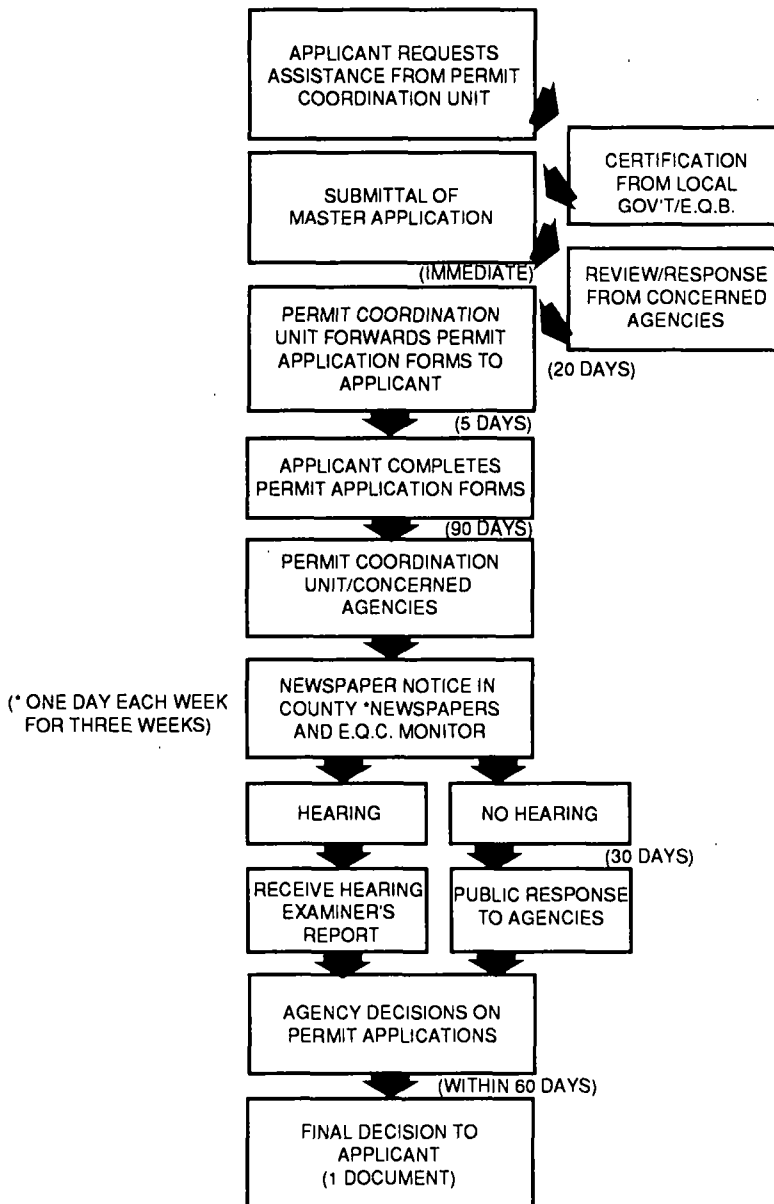 APPLICANT REQUESTS
ASSISTANCE FROM PERMIT
COORDINATION UNIT
CERTIFICATION
FROM LOCAL
GOV'T/E.Q.B.
SUBMITTAL OF
MASTER APPLICATION
(IMMEDIATE)
REVIEW/RESPONSE
FROM CONCERNED
AGENCIES
(20 DAYS)
PERMIT COORDINATION
UNIT FORWARDS PERMIT
APPLICATION FORMS TO
APPLICANT
(5 DAYS)
APPLICANT COMPLETES
PERMIT APPLICATION FORMS
(90 DAYS)
PERMIT COORDINATION
UNIT/CONCERNED
AGENCIES
(* ONE DAY EACH WEEK
FOR THREE WEEKS)
NEWSPAPER NOTICE IN
COUNTY *NEWSPAPERS
AND E.Q.C. MONITOR
HEARING
NO HEARING
(30 DAYS)
RECEIVE HEARING
EXAMINER'S
REPORT
PUBLIC RESPONSE
TO AGENCIES
AGENCY DECISIONS ON
PERMIT APPLICATIONS
(WITHIN 60 DAYS)
FINAL DECISION TO
APPLICANT
(1 DOCUMENT)